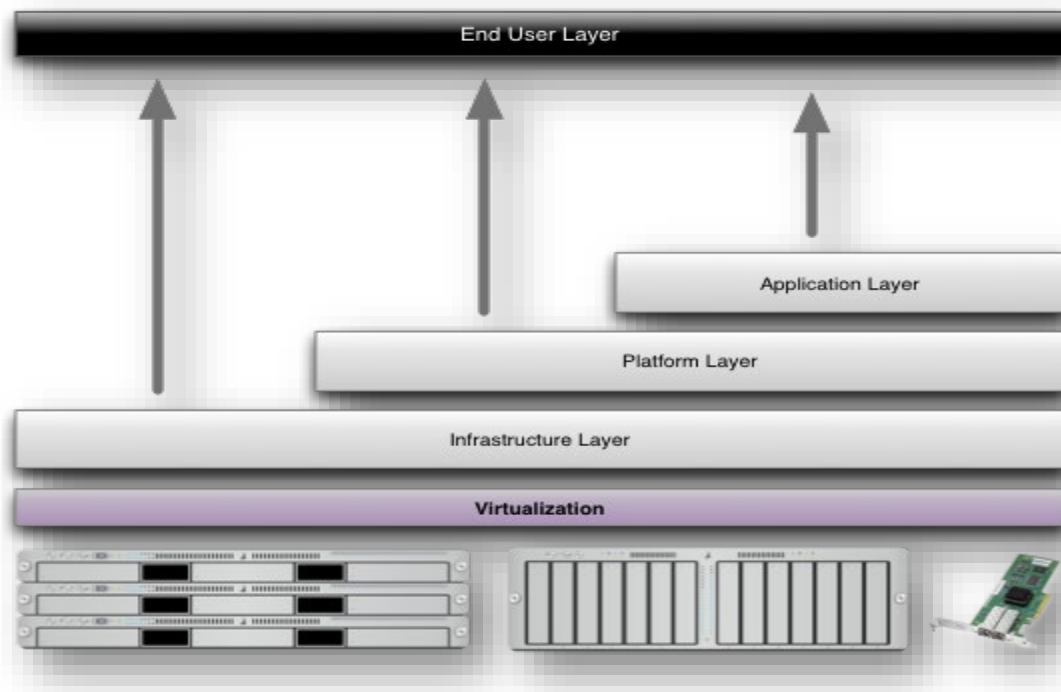 End User Layer
Application Layer
Platform Layer
Infrastructure Layer
Virtualization